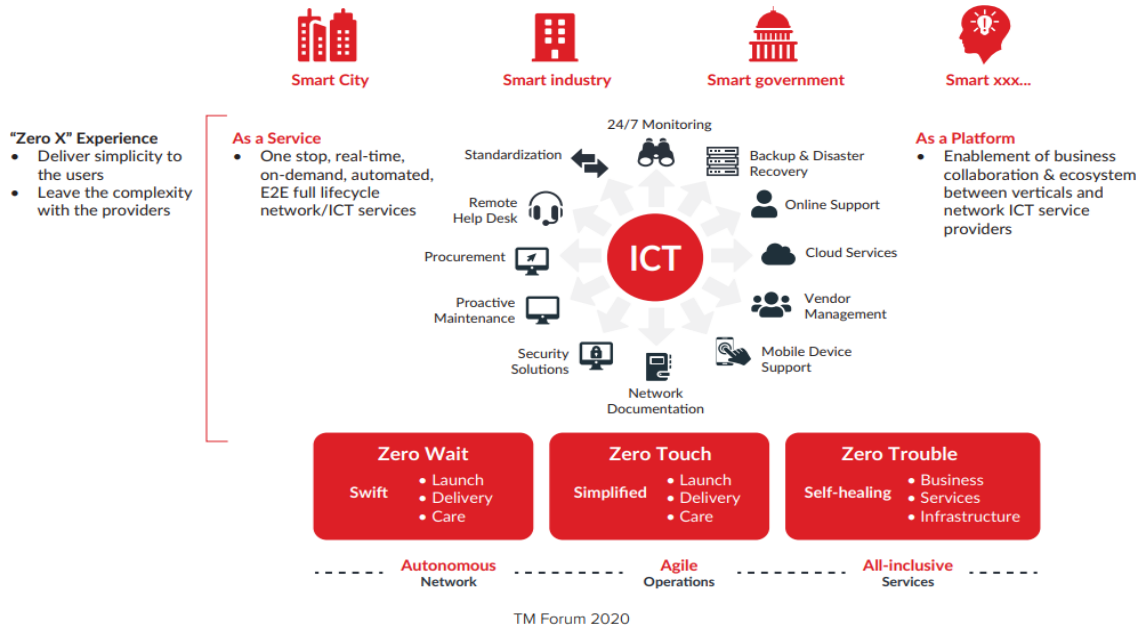 Smart City
Smart industry
Smart government
Smart xxx...
“Zero X” Experience
• Deliver simplicity to
the users
• Leave the complexity
with the providers
As a Service
• One stop, real-time,
on-demand, automated,
E2E full lifecycle
network/ICT services
24/7 Monitoring
Standardization
Backup & Disaster
Recovery
Remote
Help Desk
Online Support
Procurement
ICT
Cloud Services
Proactive
Maintenance
Vendor
Management
Security
Solutions
Mobile Device
Support
Network
Documentation
As a Platform
• Enablement of business
collaboration & ecosystem
between verticals and
network ICT service
providers
Zero Wait
Swift
• Launch
• Delivery
• Care
Zero Touch
Simplified
• Launch
• Delivery
• Care
Zero Trouble
Self-healing
• Business
• Services
• Infrastructure
Autonomous
Network
Agile
Operations
All-inclusive
Services
TM Forum 2020